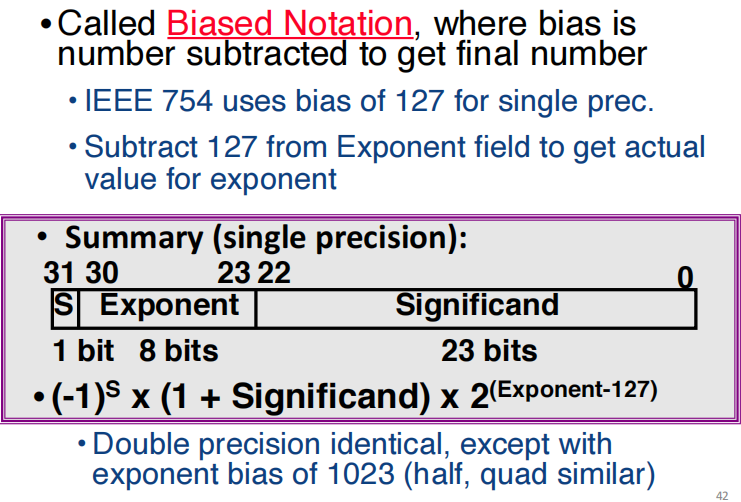 •Called Biased Notation, where bias is
number subtracted to get final number
• IEEE 754 uses bias of 127 for single prec.
• Subtract 127 from Exponent field to get actual
value for exponent
• Summary (single precision):
31 30 23 22 0
S Exponent Significand
1 bit 8 bits 23 bits
•(-1)^S x (1 + Significand) x 2^(Exponent-127)
• Double precision identical, except with
exponent bias of 1023 (half, quad similar)
42